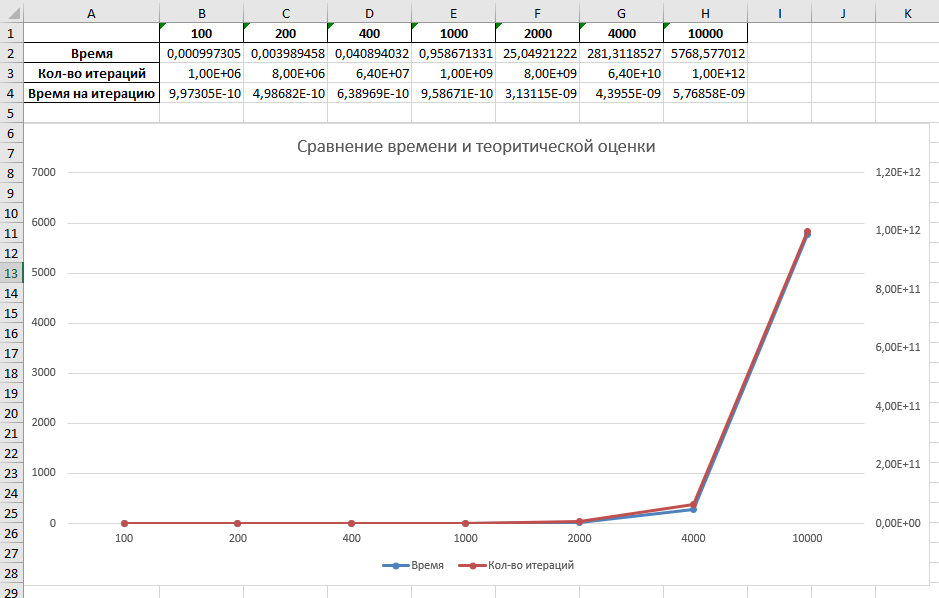 A B C D E F G H I J K
1 100 200 400 1000 2000 4000 10000
2 Время 0,000997305 0,003989458 0,040894032 0,958671331 25,04921222 281,3118527 5768,577012
3 Кол-во итераций 1,00E+06 8,00E+06 6,40E+07 1,00E+09 8,00E+09 6,40E+10 1,00E+12
4 Время на итерацию 9,97305E-10 4,98682E-10 6,38969E-10 9,58671E-10 3,13115E-09 4,3955E-09 5,76858E-09
5
6
7
8
9
10
11
12
13
14
15
16
17
18
19
20
21
22
23
24
25
26
27
28
29
Сравнение времени и теоритической оценки
7000
6000
5000
4000
3000
2000
1000
0
1,20E+12
1,00E+12
8,00E+11
6,00E+11
4,00E+11
2,00E+11
0,00E+00
100 200 400 1000 2000 4000 10000
Время Кол-во итераций